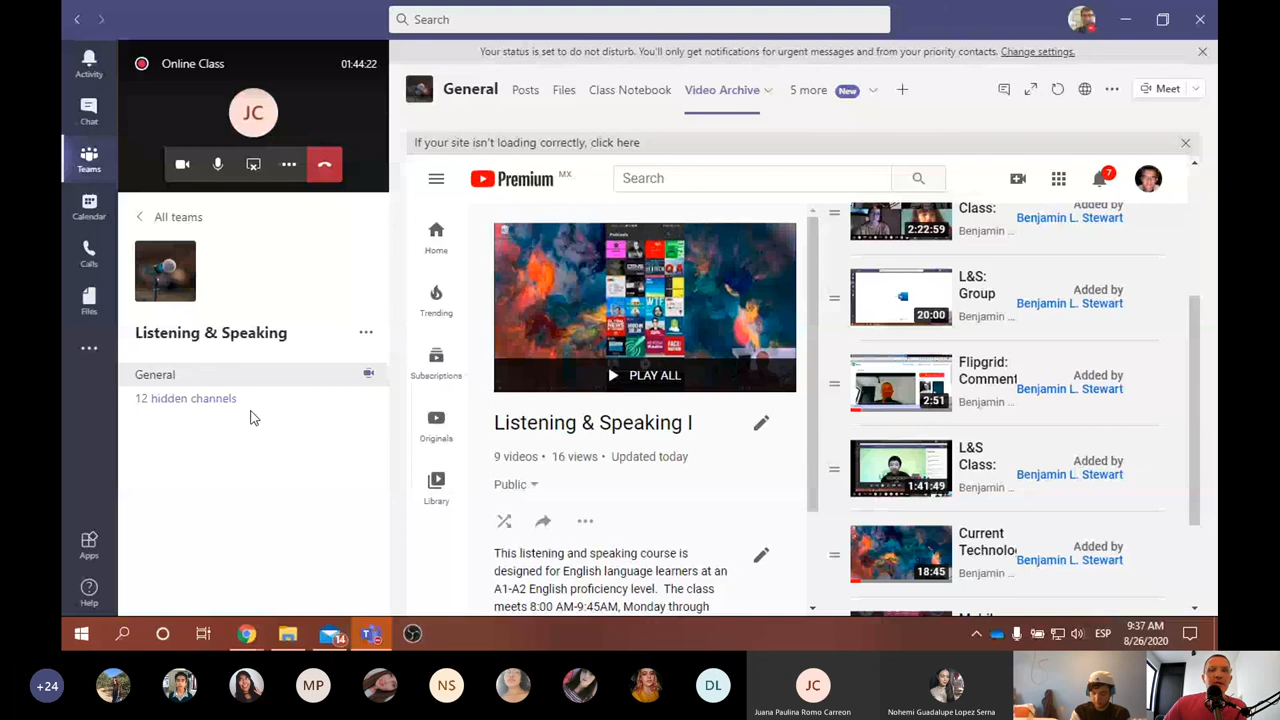 Search
Your status is set to do not disturb. You'll only get notifications for urgent messages and from your priority contacts. Change settings.
Activity
Chat
Teams
Calendar
Calls
Files
Apps
Help
Online Class
01:44:22
JC
All teams
Listening & Speaking
General
12 hidden channels
General
Posts
Files
Class Notebook
Video Archive
5 more
New
Meet
If your site isn't loading correctly, click here
Premium MX
Search
7
Home
Trending
Subscriptions
Originals
Library
PLAY ALL
Listening & Speaking I
9 videos • 16 views • Updated today
Public
This listening and speaking course is
designed for English language learners at an
A1-A2 English proficiency level. The class
meets 8:00 AM-9:45AM, Monday through
2:22:59
Class:
Benjamin ...
Added by
Benjamin L. Stewart
20:00
L&S:
Group
Benjamin ...
Added by
Benjamin L. Stewart
2:51
Flipgrid:
Comment
Benjamin ...
Added by
Benjamin L. Stewart
1:41:49
L&S
Class:
Benjamin ...
Added by
Benjamin L. Stewart
18:45
Current
Technolo
Benjamin ...
Added by
Benjamin L. Stewart
14
ESP
9:37 AM
8/26/2020
+24
MP
NS
DL
JC
Juana Paulina Romo Carreon
Nohemi Guadalupe Lopez Serna